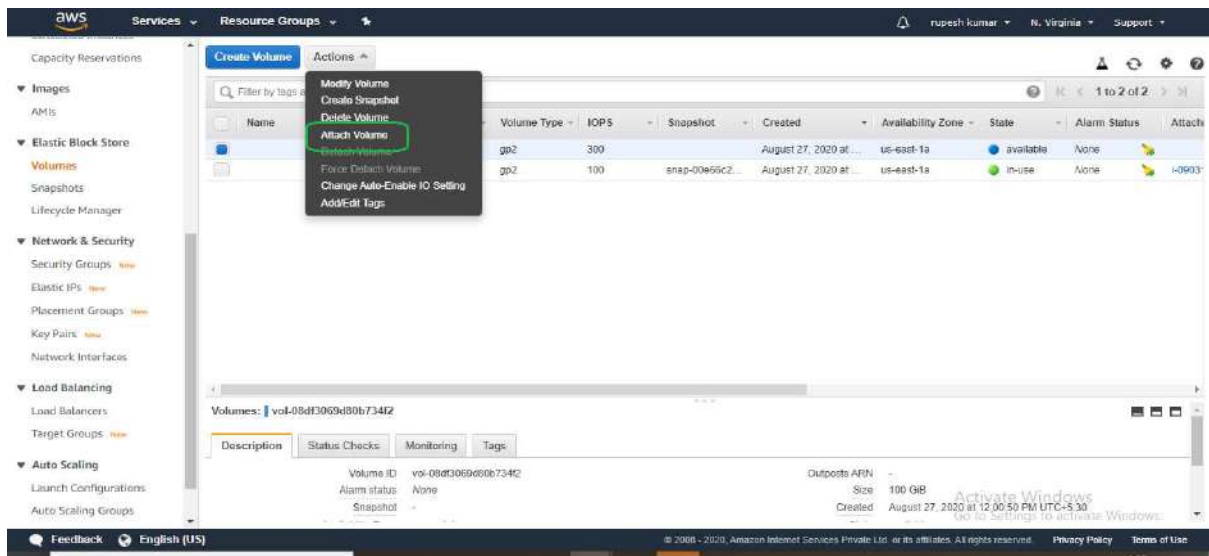 aws Services Resource Groups rupesh kumar N. Virginia Support
Capacity Reservations
Images
AMIs
Elastic Block Store
Volumes
Snapshots
Lifecycle Manager
Network & Security
Security Groups New
Elastic IPs New
Placement Groups New
Key Pairs New
Network Interfaces
Load Balancing
Load Balancers
Target Groups New
Auto Scaling
Launch Configurations
Auto Scaling Groups
Create Volume Actions
Modify Volume
Create Snapshot
Delete Volume
Attach Volume
Detach Volume
Force Detach Volume
Change Auto-Enable IO Setting
Add/Edit Tags
Filter by tags a 1 to 2 of 2
Name Volume Type IOPS Snapshot Created Availability Zone State Alarm Status
gp2 300 August 27, 2020 at ... us-east-1a available None
gp2 100 snap-00e66c2... August 27, 2020 at ... us-east-1a in-use None i-0903
Volumes: vol-08df3069d80b734f2
Description Status Checks Monitoring Tags
Volume ID vol-08df3069d80b734f2 Outposts ARN -
Alarm status None Size 100 GiB
Snapshot - Created August 27, 2020 at 12:00:50 PM UTC+5:30
Activate Windows
Go to Settings to activate Windows.
Feedback English (US) © 2008 - 2020, Amazon Internet Services Private Ltd. or its affiliates. All rights reserved. Privacy Policy Terms of Use